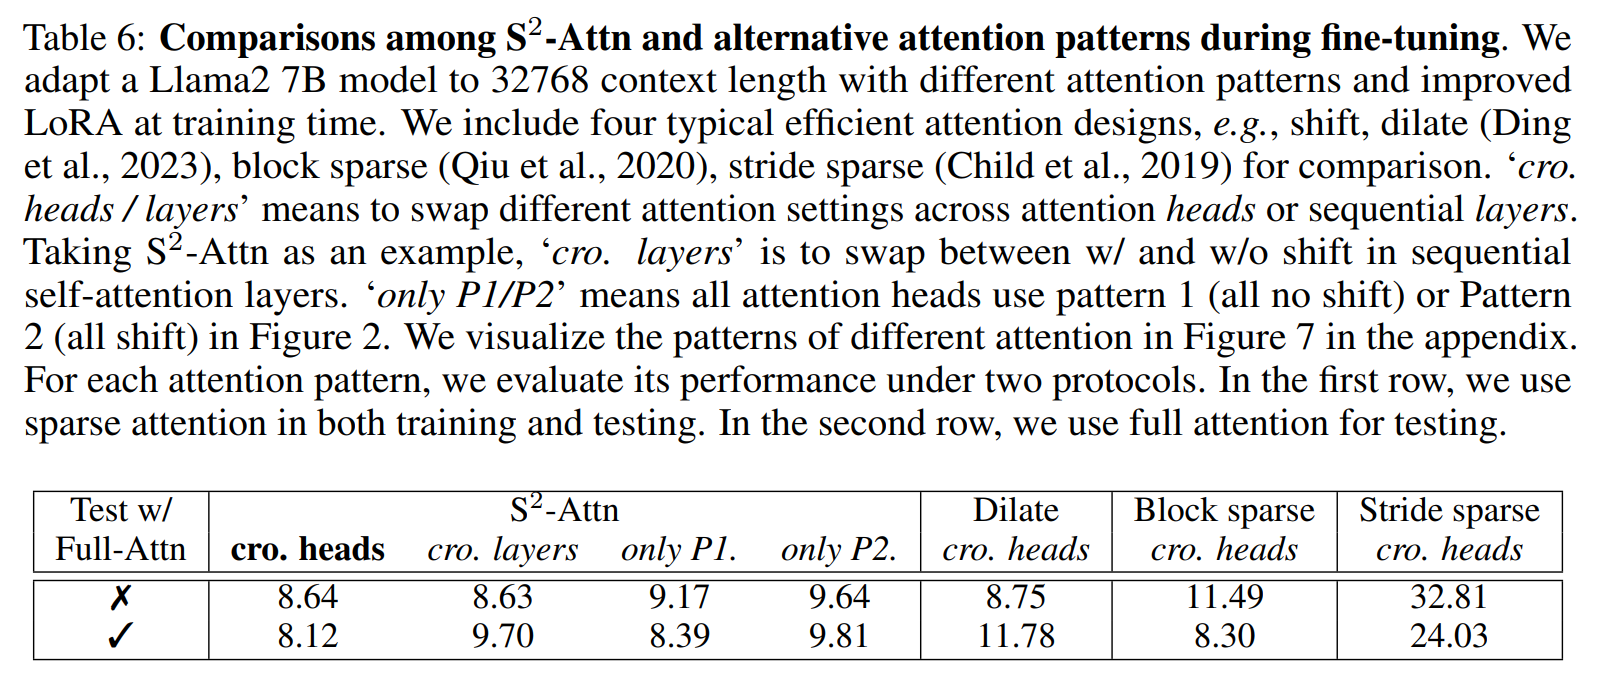 Table 6: Comparisons among S²-Attn and alternative attention patterns during fine-tuning. We
adapt a Llama2 7B model to 32768 context length with different attention patterns and improved
LoRA at training time. We include four typical efficient attention designs, e.g., shift, dilate (Ding
et al., 2023), block sparse (Qiu et al., 2020), stride sparse (Child et al., 2019) for comparison. ‘cro.
heads / layers’ means to swap different attention settings across attention heads or sequential layers.
Taking S²-Attn as an example, ‘cro. layers’ is to swap between w/ and w/o shift in sequential
self-attention layers. ‘only P1/P2’ means all attention heads use pattern 1 (all no shift) or Pattern
2 (all shift) in Figure 2. We visualize the patterns of different attention in Figure 7 in the appendix.
For each attention pattern, we evaluate its performance under two protocols. In the first row, we use
sparse attention in both training and testing. In the second row, we use full attention for testing.
Test w/ S²-Attn Dilate Block sparse Stride sparse
Full-Attn cro. heads cro. layers only P1. only P2. cro. heads cro. heads cro. heads
✗ 8.64 8.63 9.17 9.64 8.75 11.49 32.81
✓ 8.12 9.70 8.39 9.81 11.78 8.30 24.03